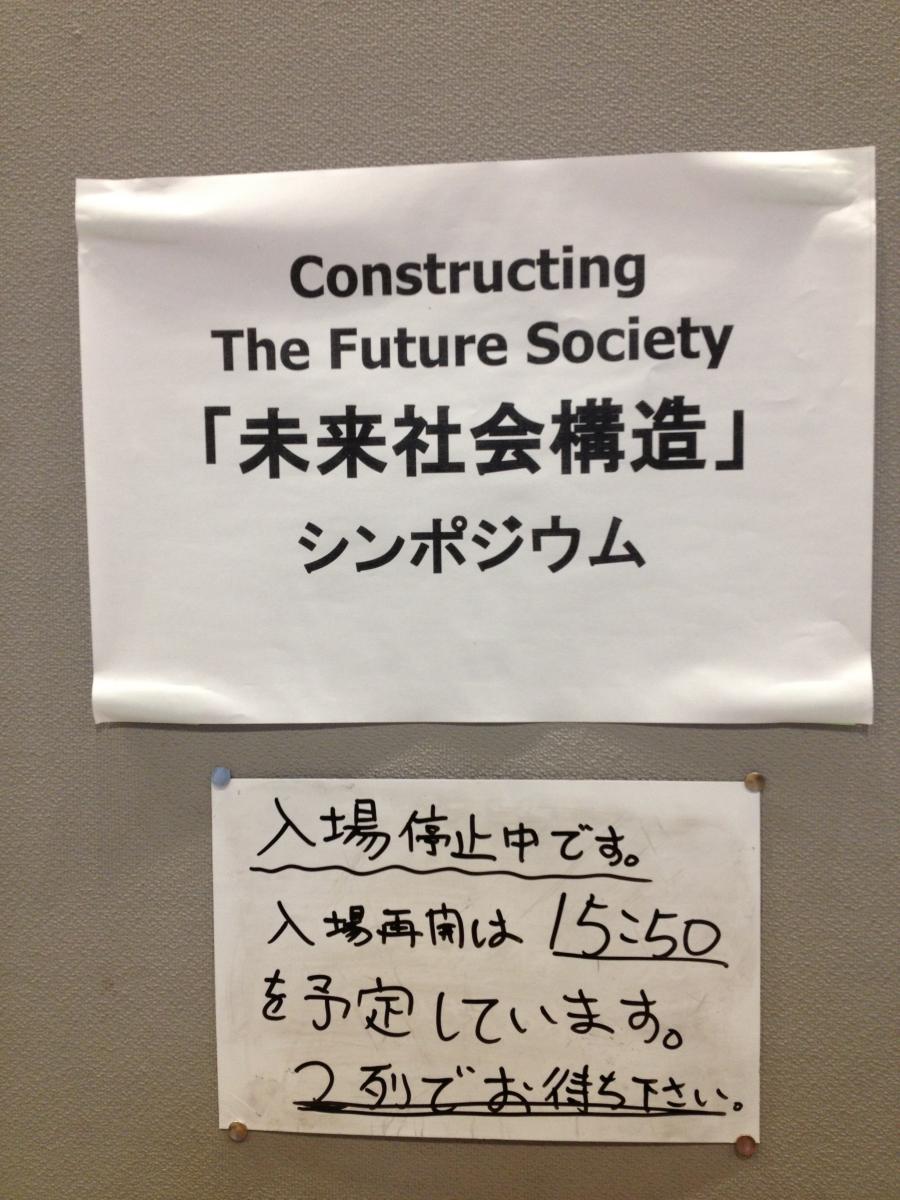 Constructing
The Future Society
「未来社会構造」
シンポジウム
入場停止中です。
入場再開は 15:50
を予定しています。
2列でお待ち下さい。